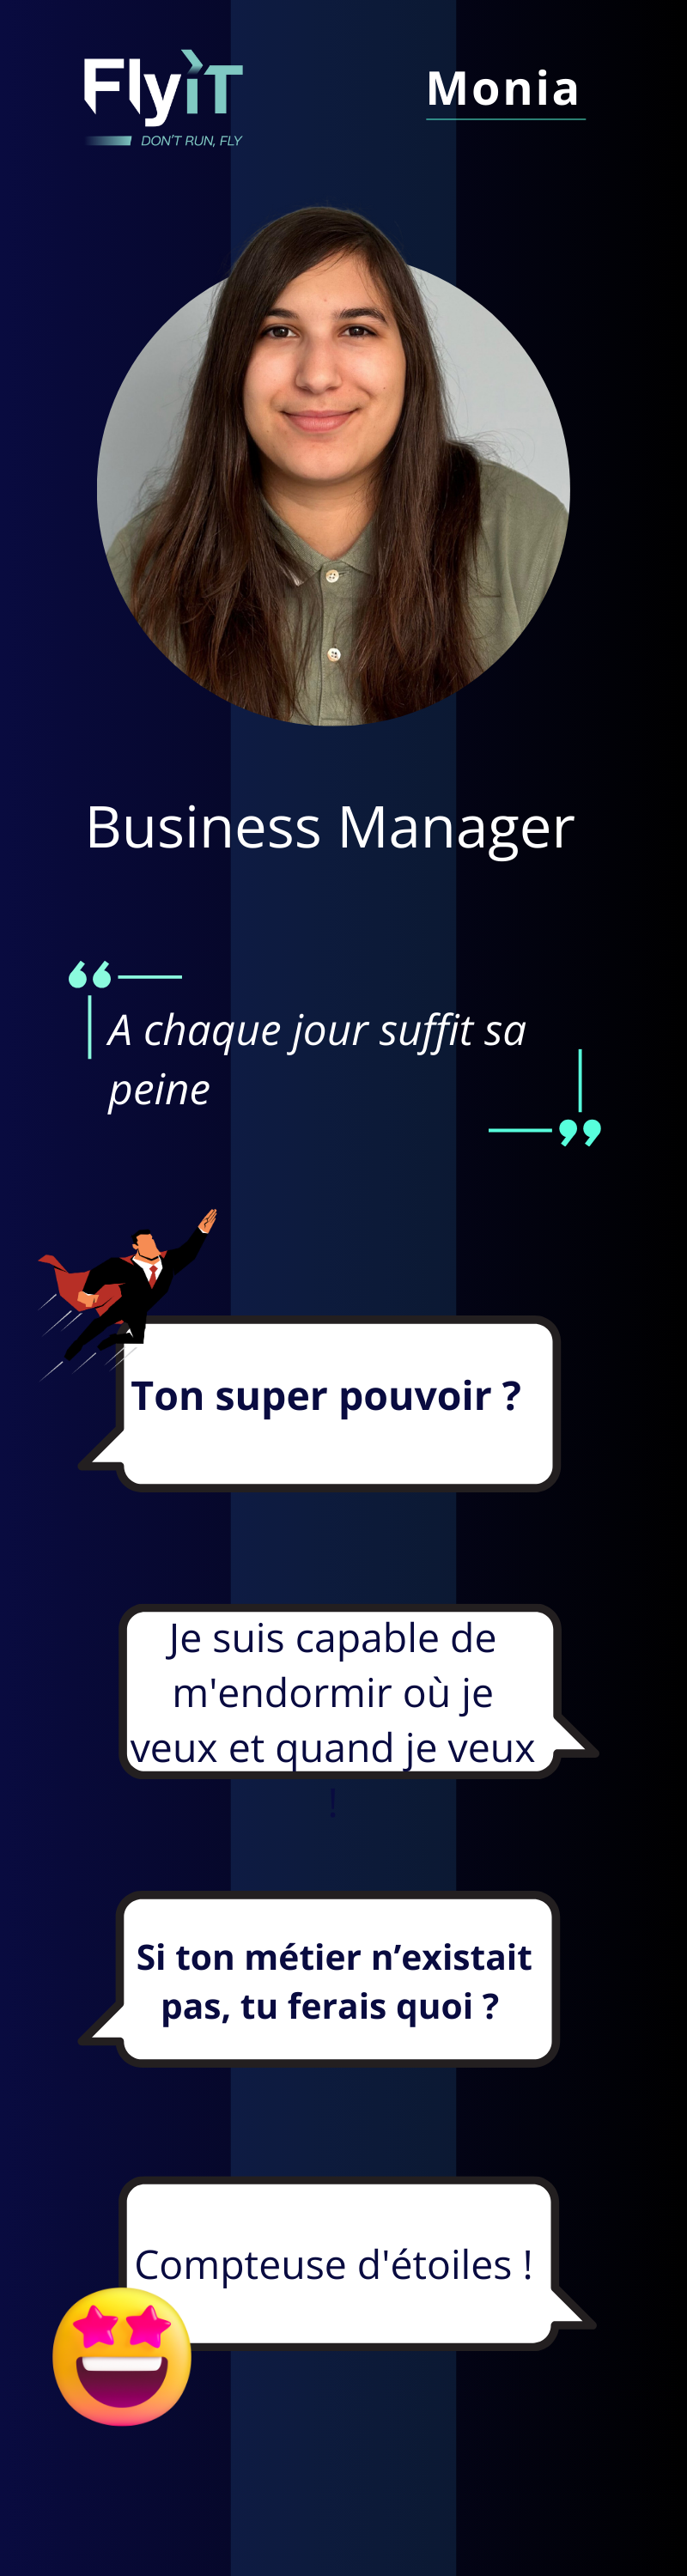 FlyiT
DON'T RUN, FLY
Monia
Business Manager
“
A chaque jour suffit sa
peine
”
Ton super pouvoir ?
Je suis capable de
m'endormir où je
veux et quand je veux
!
Si ton métier n’existait
pas, tu ferais quoi ?
Compteuse d'étoiles !